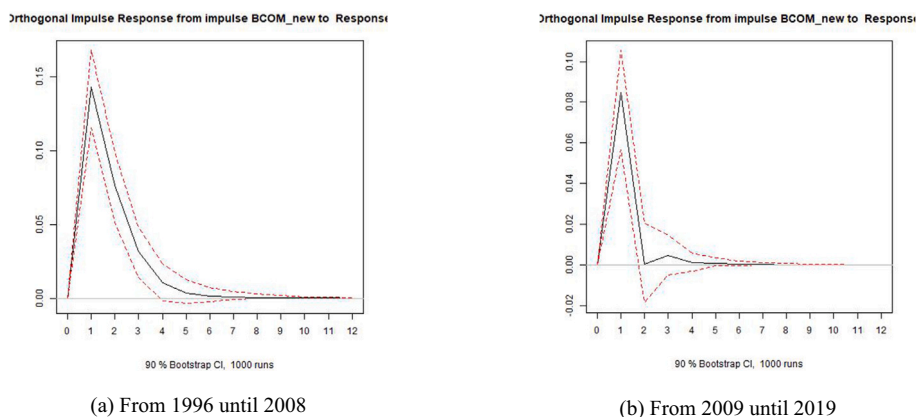 Orthogonal Impulse Response from impulse BCOM_new to Response
0.15
0.10
0.05
0.00
0 1 2 3 4 5 6 7 8 9 10 11 12
90 % Bootstrap CI, 1000 runs
(a) From 1996 until 2008
Orthogonal Impulse Response from impulse BCOM_new to Response
0.10
0.08
0.06
0.04
0.02
0.00
-0.02
0 1 2 3 4 5 6 7 8 9 10 11 12
90 % Bootstrap CI, 1000 runs
(b) From 2009 until 2019